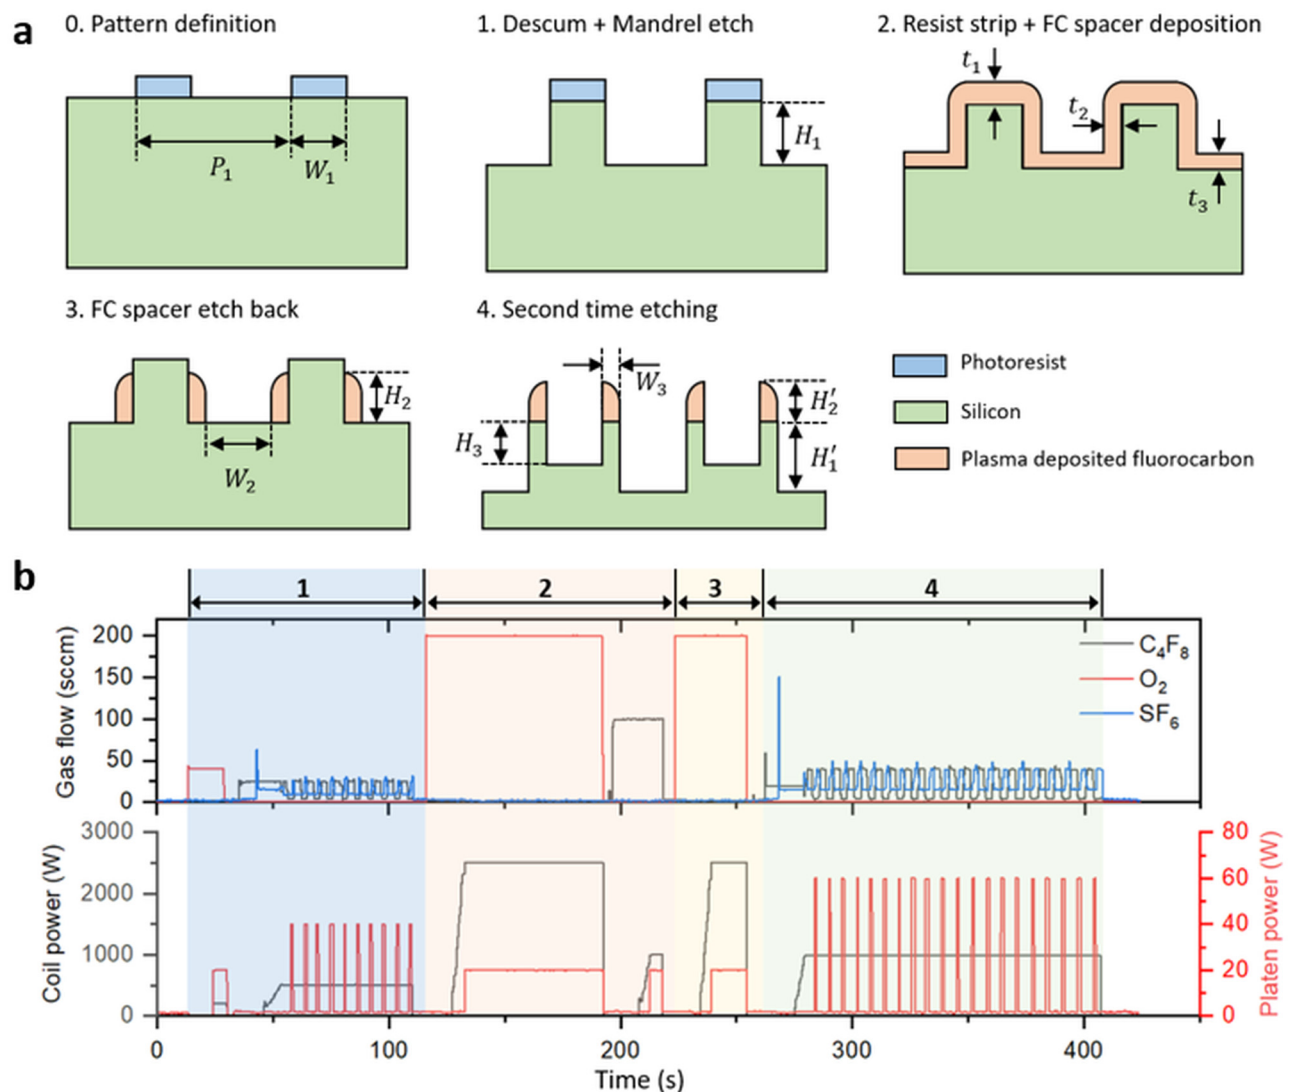 a
0. Pattern definition
1. Descum + Mandrel etch
2. Resist strip + FC spacer deposition
P₁
W₁
H₁
t₁
t₂
t₃
3. FC spacer etch back
4. Second time etching
H₂
W₂
W₃
H₃
H₂′
H₁′
Photoresist
Silicon
Plasma deposited fluorocarbon
b
1
2
3
4
Gas flow (sccm)
200
150
100
50
0
C₄F₈
O₂
SF₆
Coil power (W)
3000
2000
1000
0
80
60
40
20
0
Platen power (W)
0
100
200
300
400
Time (s)